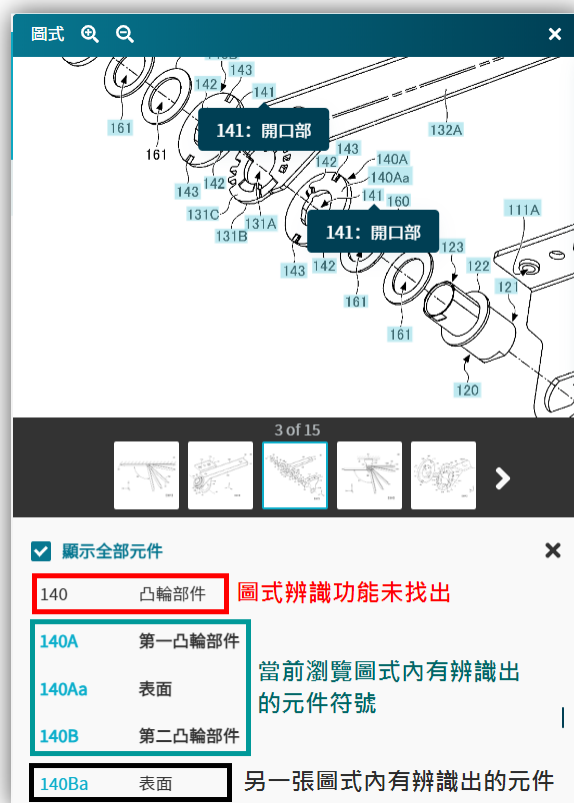 圖式
143
142
141
161
161
141：開口部
132A
143
142
140A
140Aa
143
142
131C
131A
131B
141
160
111A
141：開口部
123
122
143
142
161
121
161
120
3 of 15
顯示全部元件
140 凸輪部件 圖式辨識功能未找出
140A 第一凸輪部件
當前瀏覽圖式內有辨識出
140Aa 表面
的元件符號
140B 第二凸輪部件
140Ba 表面 另一張圖式內有辨識出的元件